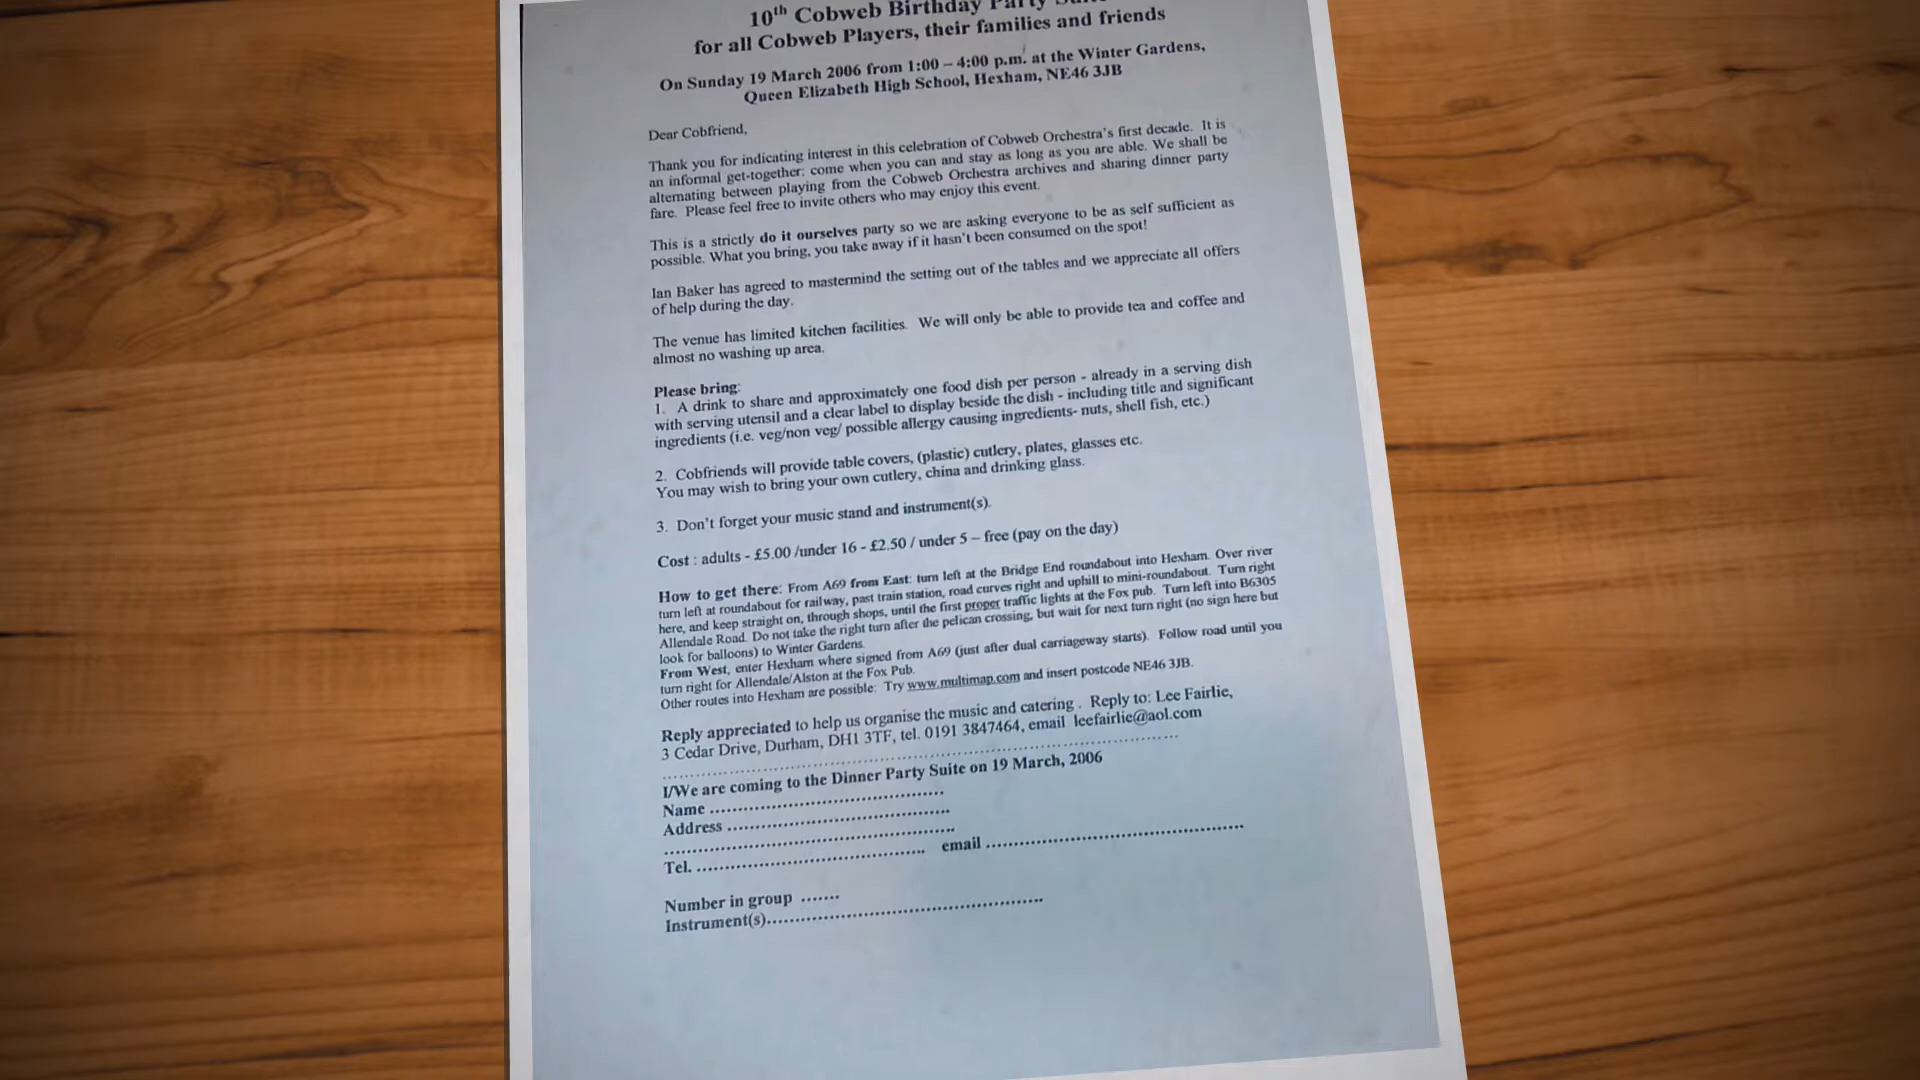 10th Cobweb Birthday Party
for all Cobweb Players, their families and friends
On Sunday 19 March 2006 from 1:00 – 4:00 p.m. at the Winter Gardens,
Queen Elizabeth High School, Hexham, NE46 3JB
Dear Cobfriend,
Thank you for indicating interest in this celebration of Cobweb Orchestra's first decade. It is
an informal get-together: come when you can and stay as long as you are able. We shall be
alternating between playing from the Cobweb Orchestra archives and sharing dinner party
fare. Please feel free to invite others who may enjoy this event.
This is a strictly do it ourselves party so we are asking everyone to be as self sufficient as
possible. What you bring, you take away if it hasn't been consumed on the spot!
Ian Baker has agreed to mastermind the setting out of the tables and we appreciate all offers
of help during the day.
The venue has limited kitchen facilities. We will only be able to provide tea and coffee and
almost no washing up area.
Please bring:
1. A drink to share and approximately one food dish per person - already in a serving dish
with serving utensil and a clear label to display beside the dish - including title and significant
ingredients (i.e. veg/non veg/ possible allergy causing ingredients- nuts, shell fish, etc.)
2. Cobfriends will provide table covers, (plastic) cutlery, plates, glasses etc.
You may wish to bring your own cutlery, china and drinking glass.
3. Don't forget your music stand and instrument(s).
Cost : adults - £5.00 /under 16 - £2.50 / under 5 – free (pay on the day)
How to get there: From A69 from East: turn left at the Bridge End roundabout into Hexham. Over river
turn left at roundabout for railway, past train station, road curves right and uphill to mini-roundabout. Turn right
here, and keep straight on, through shops, until the first proper traffic lights at the Fox pub. Turn left into B6305
Allendale Road. Do not take the right turn after the pelican crossing, but wait for next turn right (no sign here but
look for balloons) to Winter Gardens.
From West, enter Hexham where signed from A69 (just after dual carriageway starts). Follow road until you
turn right for Allendale/Alston at the Fox Pub.
Other routes into Hexham are possible: Try www.multimap.com and insert postcode NE46 3JB.
Reply appreciated to help us organise the music and catering . Reply to: Lee Fairlie,
3 Cedar Drive, Durham, DH1 3TF, tel. 0191 3847464, email leefairlie@aol.com
I/We are coming to the Dinner Party Suite on 19 March, 2006
Name ..........................................
Address ........................................
....................................................
Tel. .......................................... email ..............................................
Number in group .......
Instrument(s)..................................................